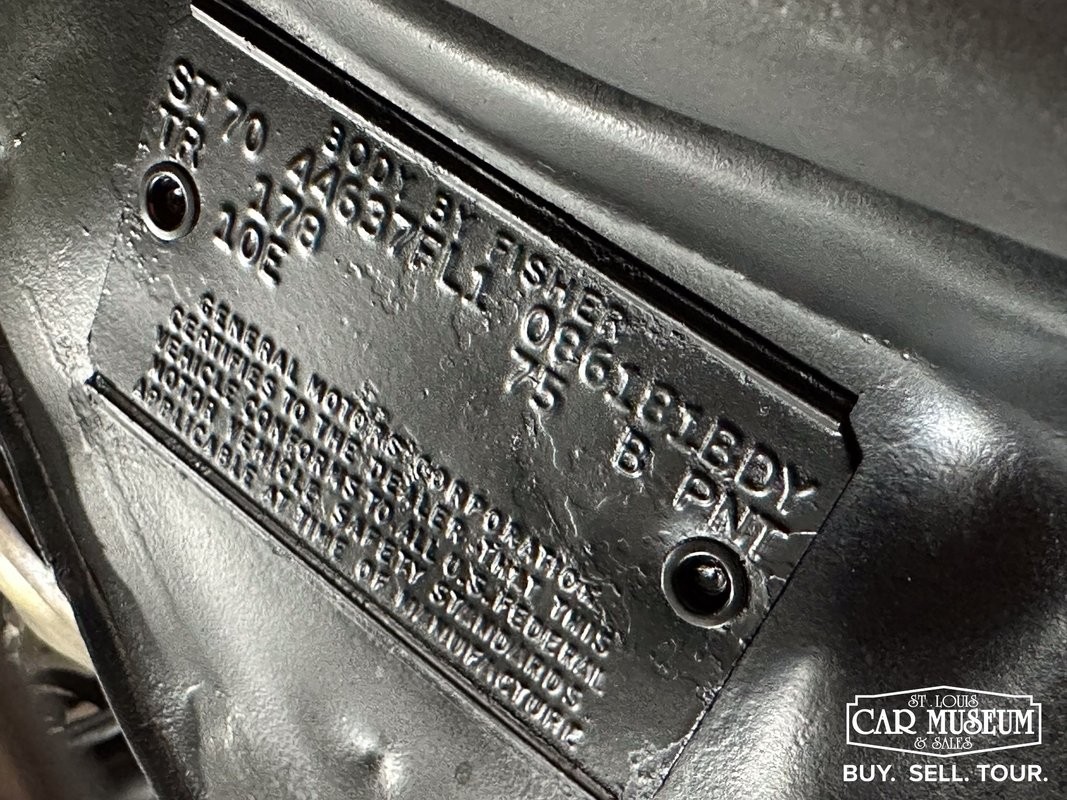 BODY BY FISHER
ST70 44637FL1 086181BDY
TR 178 75 B PNT
10E
GENERAL MOTORS CORPORATION
CERTIFIES TO THE DEALER THAT THIS
VEHICLE CONFORMS TO ALL U.S. FEDERAL
MOTOR VEHICLE SAFETY STANDARDS
APPLICABLE AT TIME OF MANUFACTURE
ST. LOUIS
CAR MUSEUM
& SALES
BUY. SELL. TOUR.